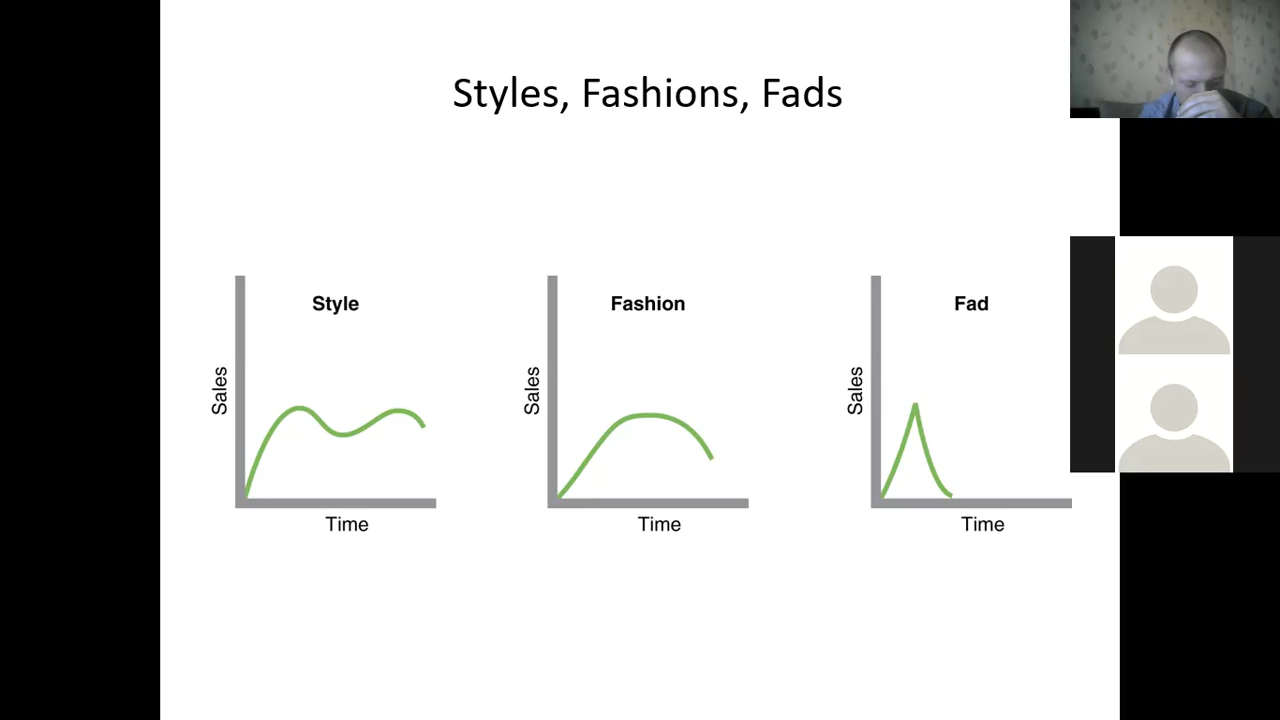 Styles, Fashions, Fads
Style
Sales
Time
Fashion
Sales
Time
Fad
Sales
Time